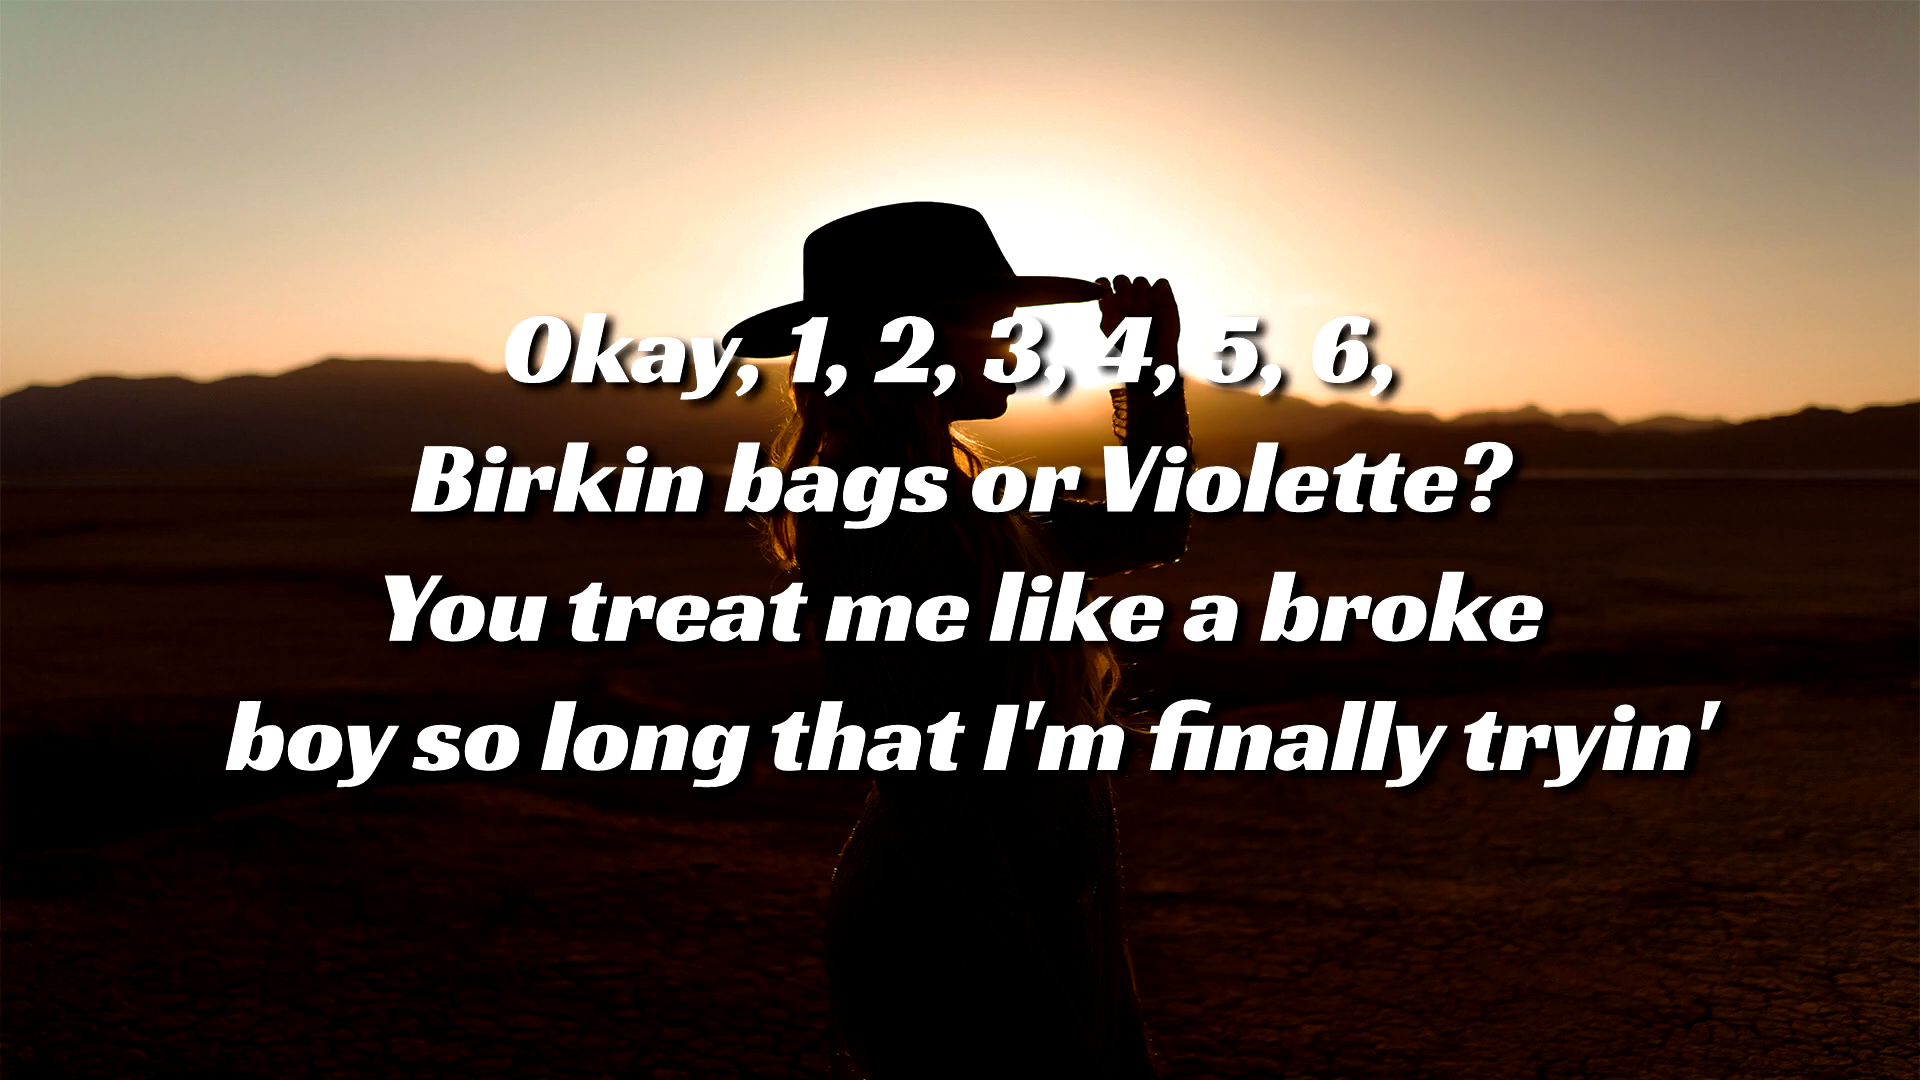 Okay, 1, 2, 3, 4, 5, 6,
Birkin bags or Violette?
You treat me like a broke
boy so long that I'm finally tryin'